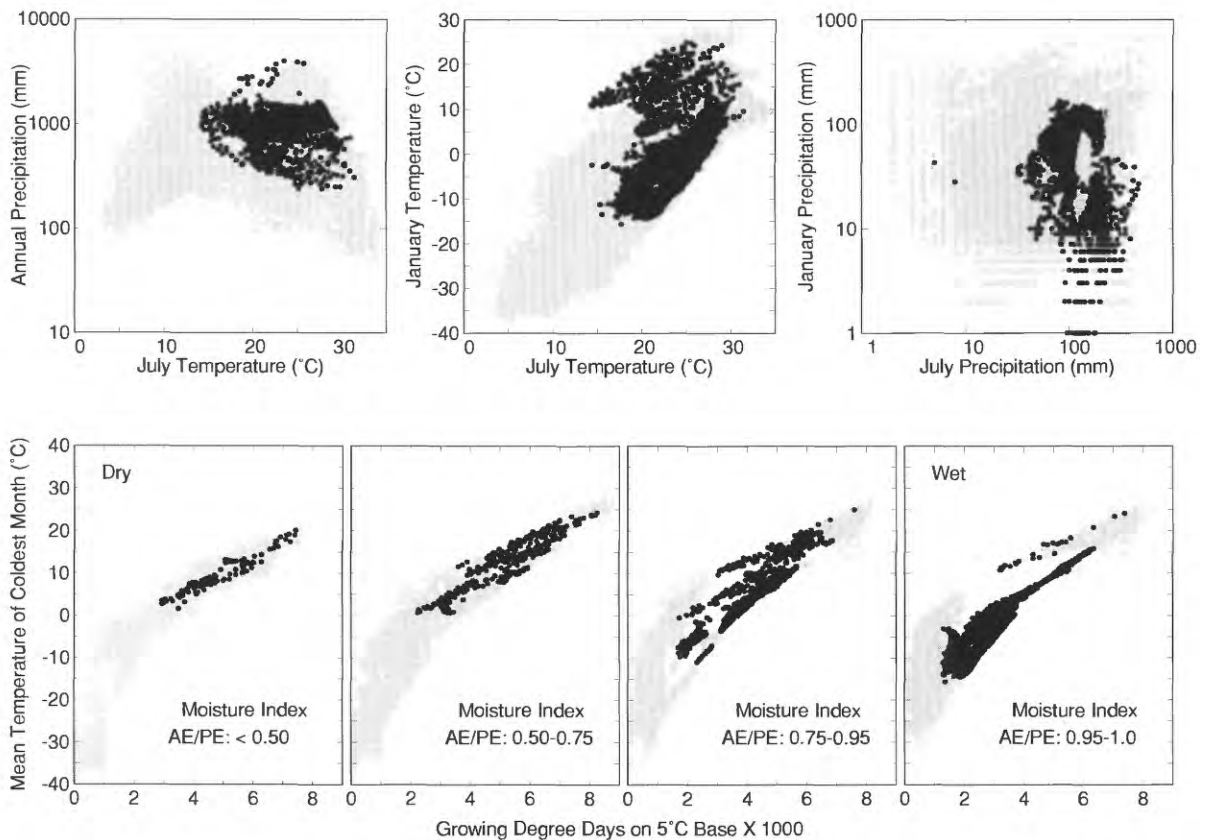 Annual Precipitation (mm)
10000
1000
100
10
0
10
20
30
July Temperature (°C)
January Temperature (°C)
30
20
10
0
-10
-20
-30
-40
0
10
20
30
July Temperature (°C)
January Precipitation (mm)
1000
100
10
1
1
10
100
1000
July Precipitation (mm)
Mean Temperature of Coldest Month (°C)
40
30
20
10
0
-10
-20
-30
-40
Dry
Moisture Index
AE/PE: < 0.50
0 2 4 6 8
Moisture Index
AE/PE: 0.50-0.75
0 2 4 6 8
Moisture Index
AE/PE: 0.75-0.95
0 2 4 6 8
Wet
Moisture Index
AE/PE: 0.95-1.0
0 2 4 6 8
Growing Degree Days on 5°C Base X 1000